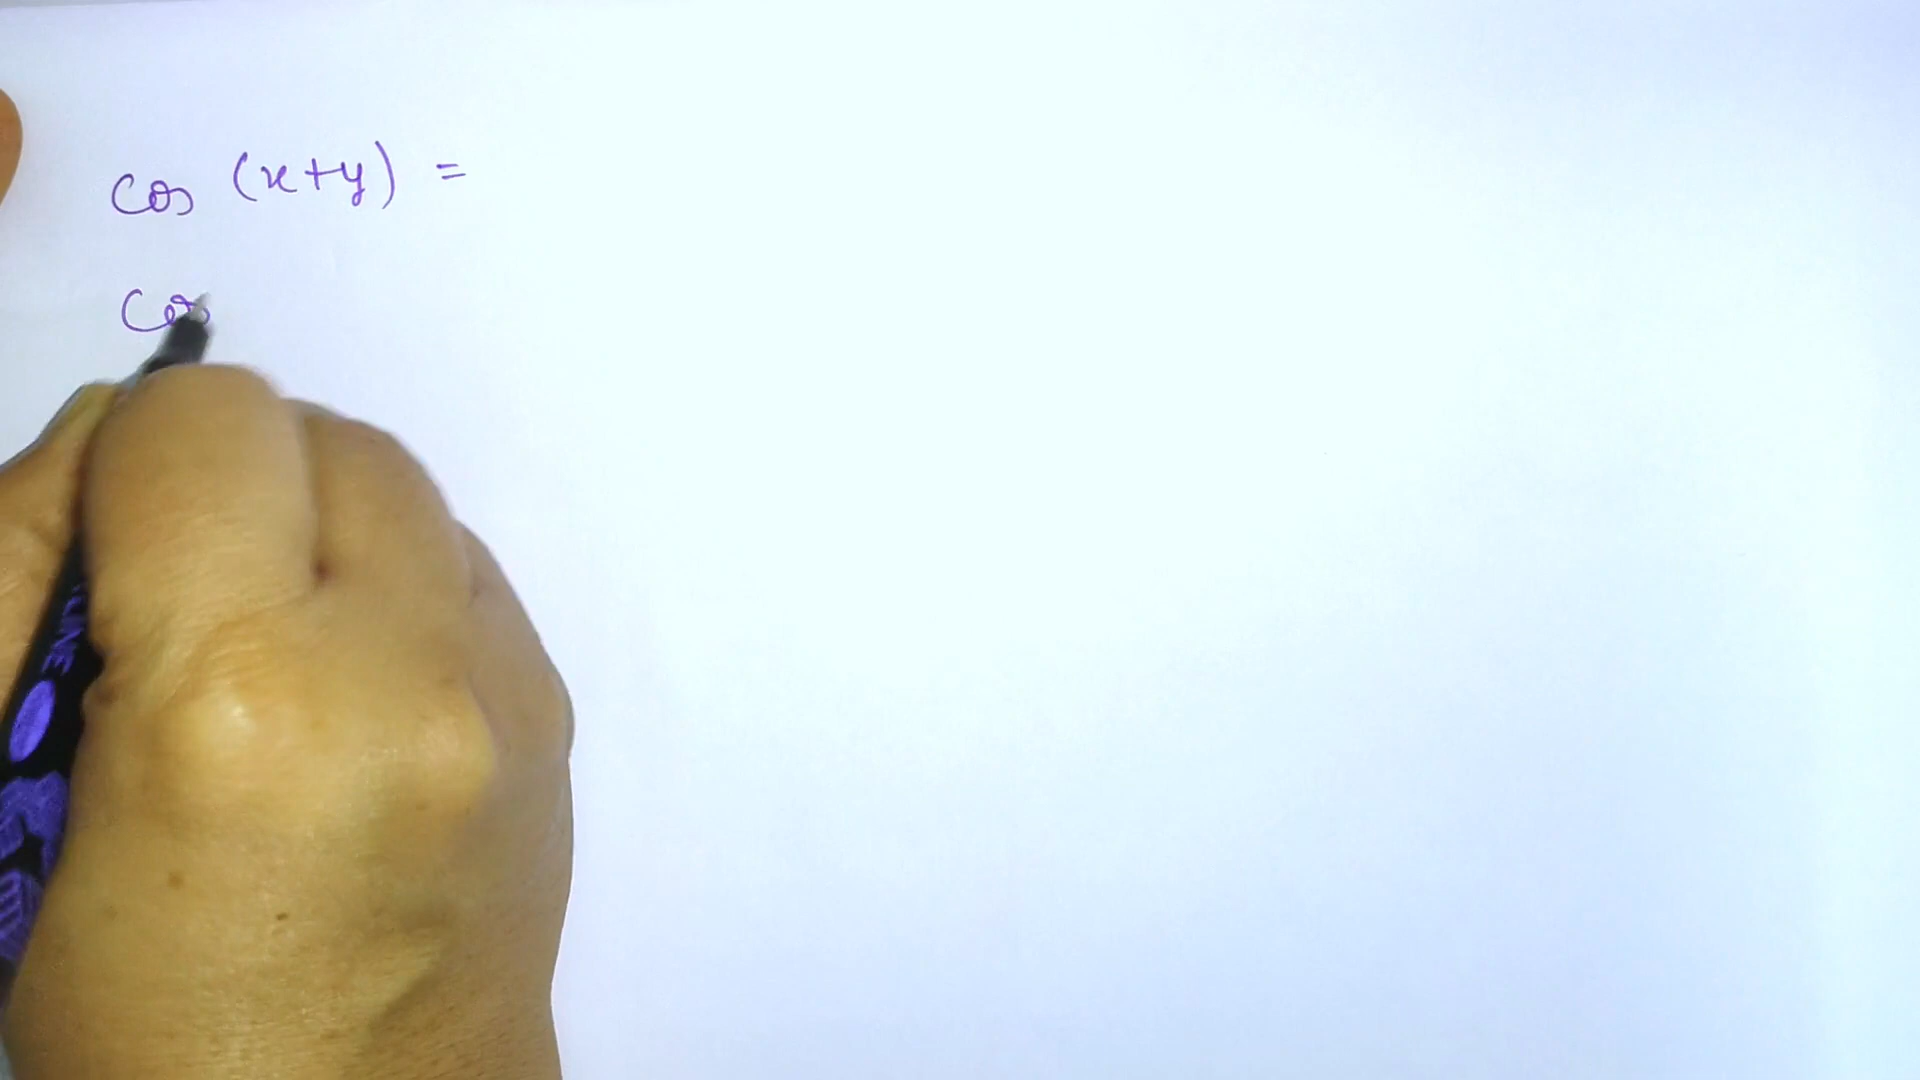 cos (x+y) =
cos